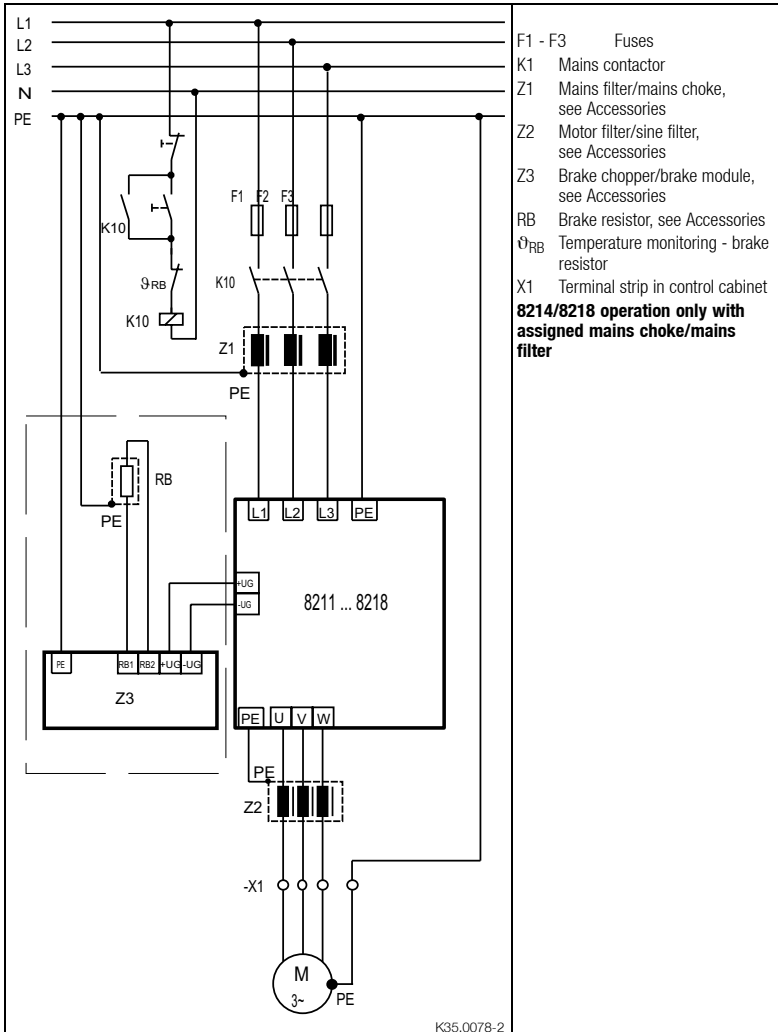 L1
L2
L3
N
PE
F1 F2 F3
K10
K10
ϑRB
K10
Z1
PE
RB
PE
L1 L2 L3 PE
+UG
-UG
8211 ... 8218
PE RB1 RB2 +UG -UG
Z3
PE U V W
PE
Z2
-X1
M
3~
PE
K35.0078-2
F1 - F3 Fuses
K1 Mains contactor
Z1 Mains filter/mains choke,
see Accessories
Z2 Motor filter/sine filter,
see Accessories
Z3 Brake chopper/brake module,
see Accessories
RB Brake resistor, see Accessories
ϑRB Temperature monitoring - brake
resistor
X1 Terminal strip in control cabinet
8214/8218 operation only with
assigned mains choke/mains
filter